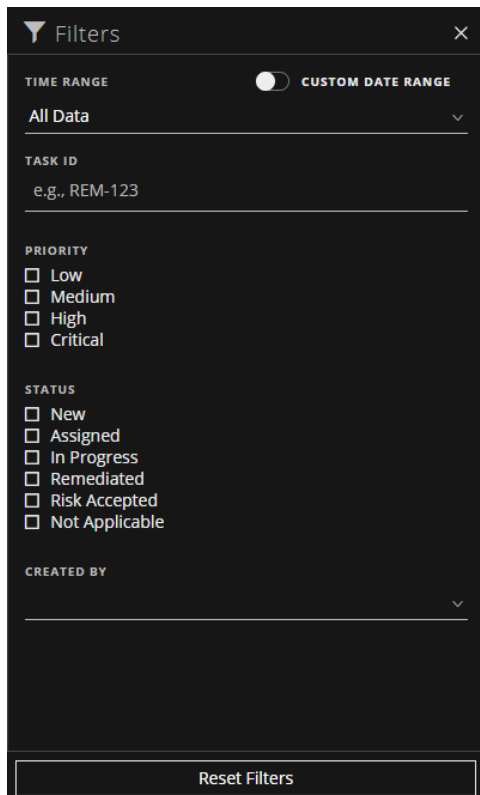 Filters
TIME RANGE CUSTOM DATE RANGE
All Data
TASK ID
e.g., REM-123
PRIORITY
Low
Medium
High
Critical
STATUS
New
Assigned
In Progress
Remediated
Risk Accepted
Not Applicable
CREATED BY
Reset Filters